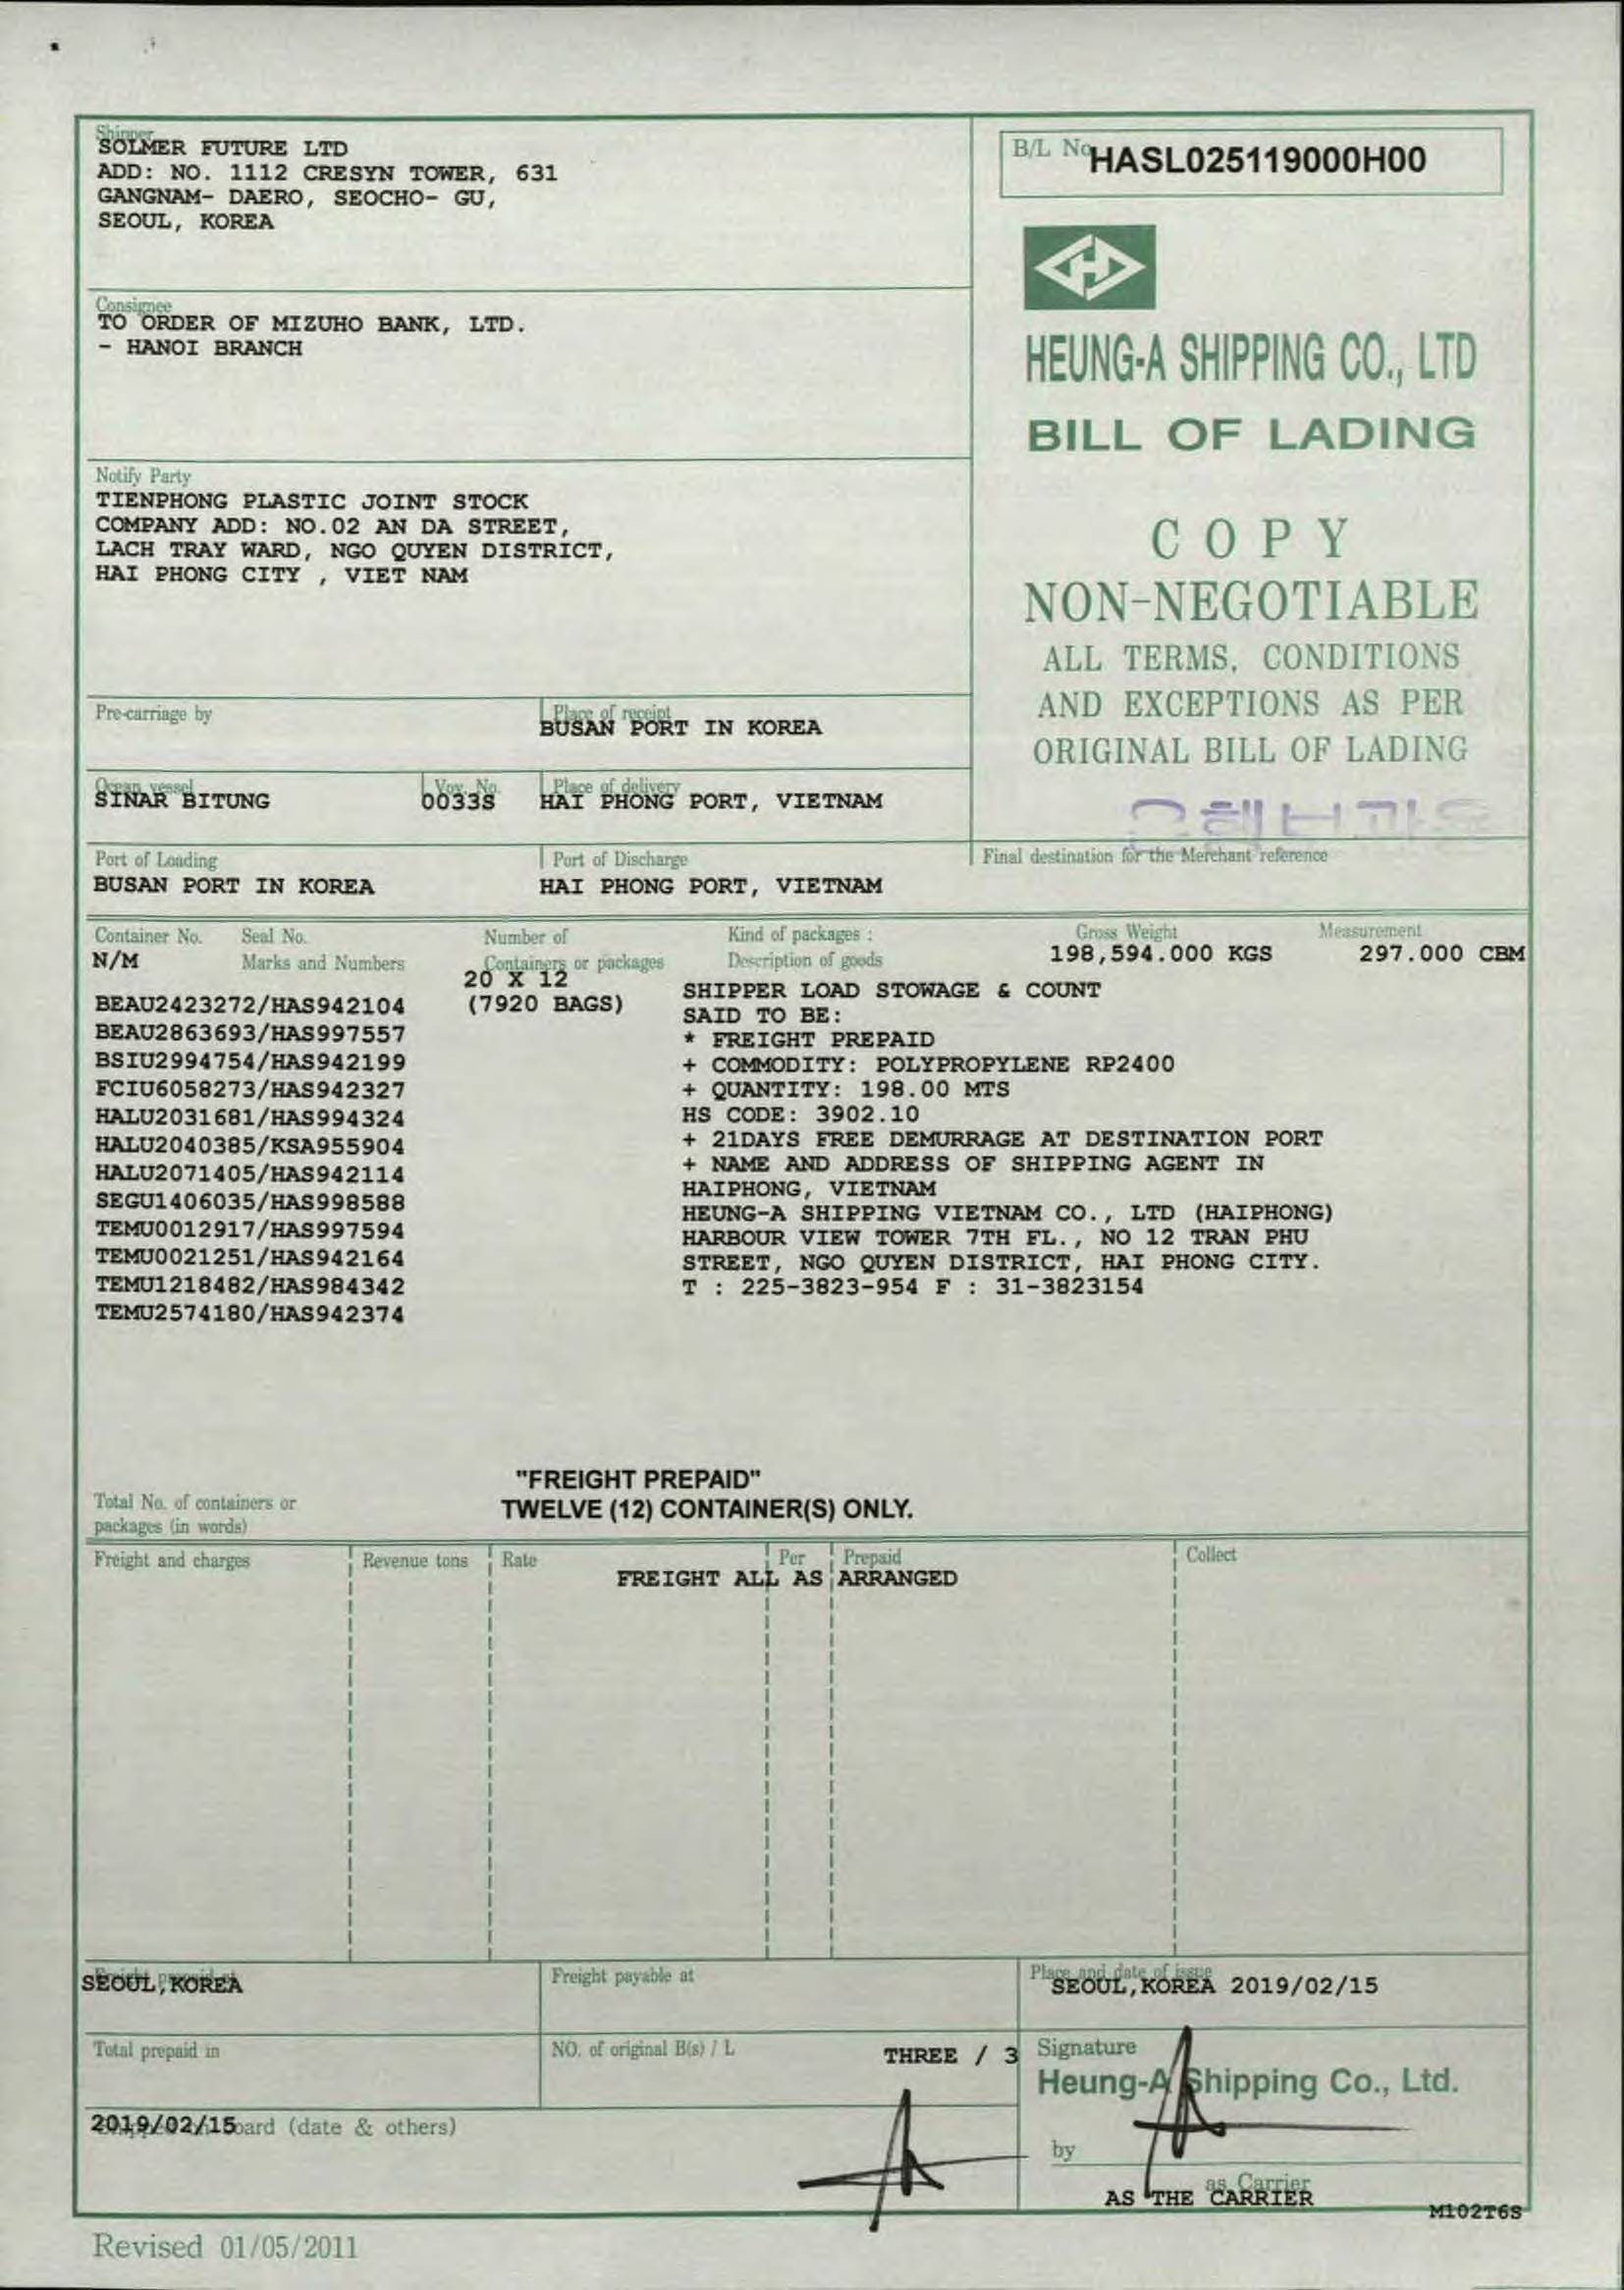 Shipper
SOLMER FUTURE LTD
ADD: NO. 1112 CRESYN TOWER, 631
GANGNAM- DAERO, SEOCHO- GU,
SEOUL, KOREA
B/L No.
HASL025119000H00
Consignee
TO ORDER OF MIZUHO BANK, LTD.
- HANOI BRANCH
HEUNG-A SHIPPING CO., LTD
BILL OF LADING
Notify Party
TIENPHONG PLASTIC JOINT STOCK
COMPANY ADD: NO.02 AN DA STREET,
LACH TRAY WARD, NGO QUYEN DISTRICT,
HAI PHONG CITY , VIET NAM
COPY
NON-NEGOTIABLE
ALL TERMS, CONDITIONS
AND EXCEPTIONS AS PER
ORIGINAL BILL OF LADING
Pre-carriage by
Place of receipt
BUSAN PORT IN KOREA
Ocean vessel
SINAR BITUNG
Voy. No.
0033S
Place of delivery
HAI PHONG PORT, VIETNAM
Port of Loading
BUSAN PORT IN KOREA
Port of Discharge
HAI PHONG PORT, VIETNAM
Final destination for the Merchant reference
Container No. Seal No.
Marks and Numbers
N/M
Number of
Containers or packages
Kind of packages :
Description of goods
Gross Weight
198,594.000 KGS
Measurement
297.000 CBM
20 X 12
(7920 BAGS)
BEAU2423272/HAS942104
BEAU2863693/HAS997557
BSIU2994754/HAS942199
FCIU6058273/HAS942327
HALU2031681/HAS994324
HALU2040385/KSA955904
HALU2071405/HAS942114
SEGU1406035/HAS998588
TEMU0012917/HAS997594
TEMU0021251/HAS942164
TEMU1218482/HAS984342
TEMU2574180/HAS942374
SHIPPER LOAD STOWAGE & COUNT
SAID TO BE:
* FREIGHT PREPAID
+ COMMODITY: POLYPROPYLENE RP2400
+ QUANTITY: 198.00 MTS
HS CODE: 3902.10
+ 21DAYS FREE DEMURRAGE AT DESTINATION PORT
+ NAME AND ADDRESS OF SHIPPING AGENT IN
HAIPHONG, VIETNAM
HEUNG-A SHIPPING VIETNAM CO., LTD (HAIPHONG)
HARBOUR VIEW TOWER 7TH FL., NO 12 TRAN PHU
STREET, NGO QUYEN DISTRICT, HAI PHONG CITY.
T : 225-3823-954 F : 31-3823154
"FREIGHT PREPAID"
Total No. of containers or
packages (in words)
TWELVE (12) CONTAINER(S) ONLY.
Freight and charges
Revenue tons
Rate
Per
Prepaid
Collect
FREIGHT ALL AS ARRANGED
Freight prepaid at
SEOUL, KOREA
Freight payable at
Place and date of issue
SEOUL, KOREA 2019/02/15
Total prepaid in
NO. of original B(s) / L
THREE / 3
Signature
Heung-A Shipping Co., Ltd.
2019/02/15
Shipped on board (date & others)
by
as Carrier
AS THE CARRIER
M102T6S
Revised 01/05/2011